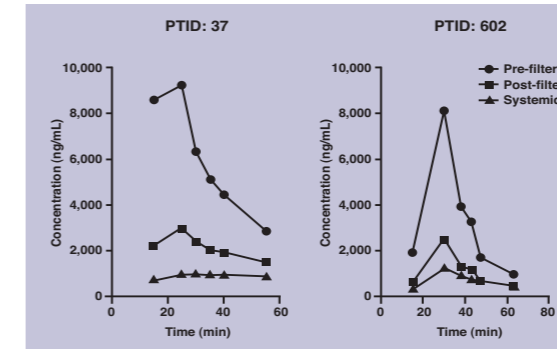 PTID: 37
10,000
8,000
6,000
4,000
2,000
0
Concentration (ng/mL)
0 20 40 60
Time (min)
PTID: 602
Pre-filter
Post-filte
Systemic
10,000
8,000
6,000
4,000
2,000
0
Concentration (ng/mL)
0 20 40 60 80
Time (min)